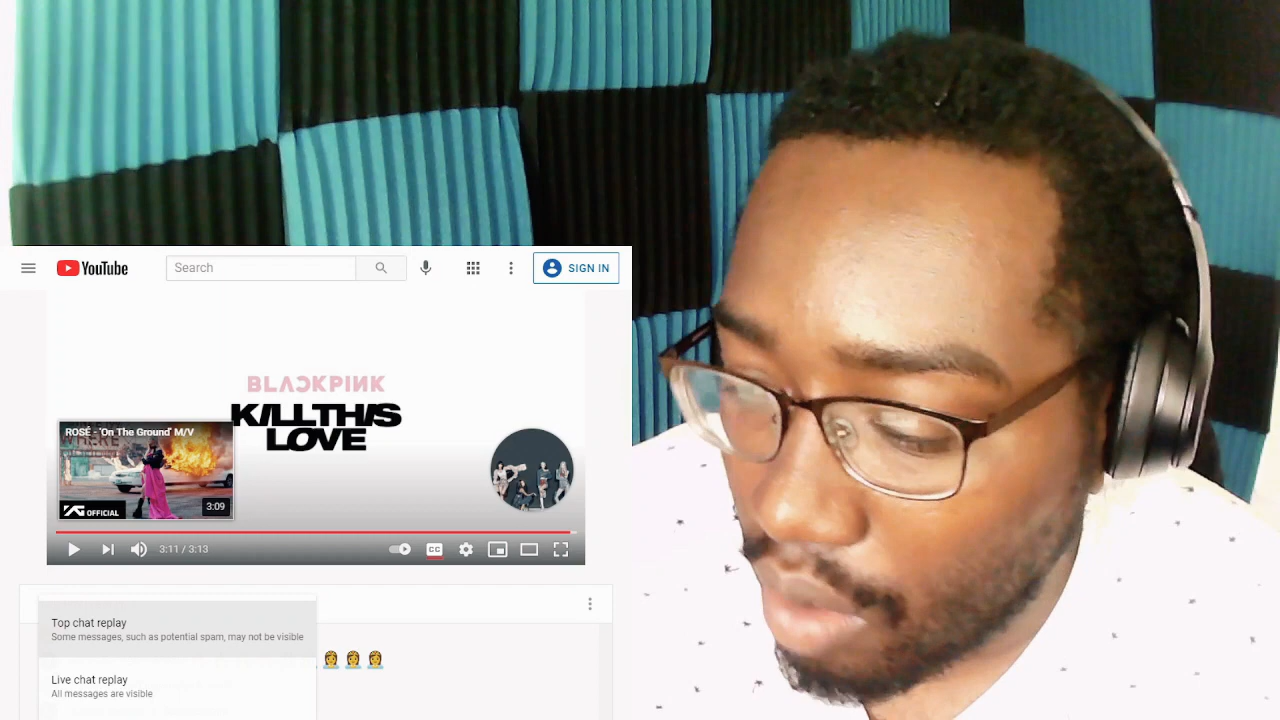 YouTube
Search
SIGN IN
BLACKPINK
KILL THIS
LOVE
ROSÉ - 'On The Ground' M/V
3:09
YG OFFICIAL
3:11 / 3:13
CC
Top chat replay
Some messages, such as potential spam, may not be visible
Live chat replay
All messages are visible